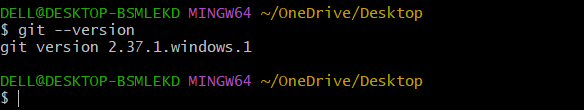 DELL@DESKTOP-BSMLEKD MINGW64 ~/OneDrive/Desktop
$ git --version
git version 2.37.1.windows.1
DELL@DESKTOP-BSMLEKD MINGW64 ~/OneDrive/Desktop
$